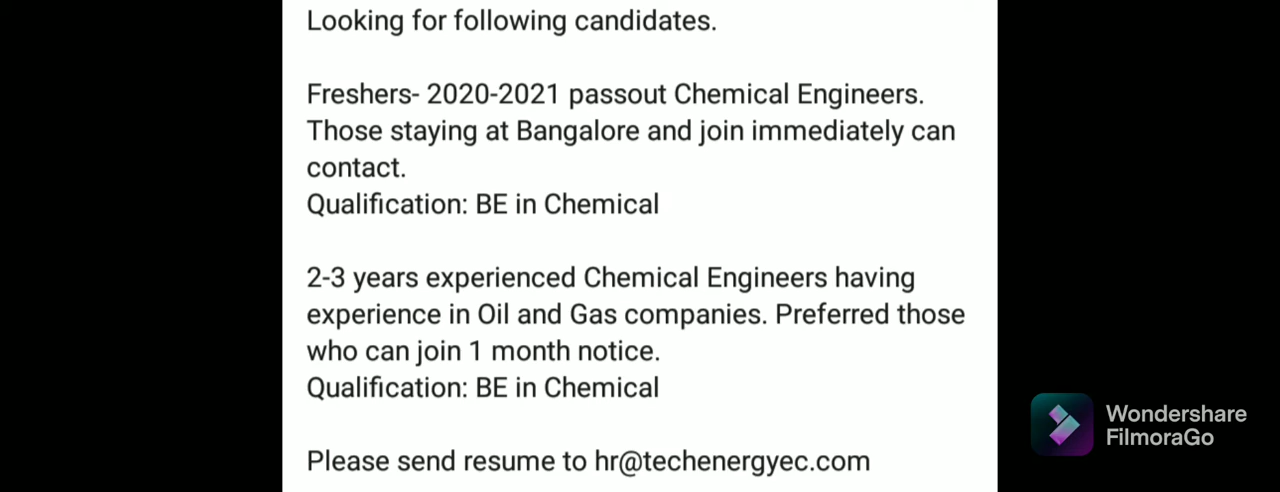 Looking for following candidates.
Freshers- 2020-2021 passout Chemical Engineers.
Those staying at Bangalore and join immediately can
contact.
Qualification: BE in Chemical
2-3 years experienced Chemical Engineers having
experience in Oil and Gas companies. Preferred those
who can join 1 month notice.
Qualification: BE in Chemical
Please send resume to hr@techenergyec.com
Wondershare
FilmoraGo